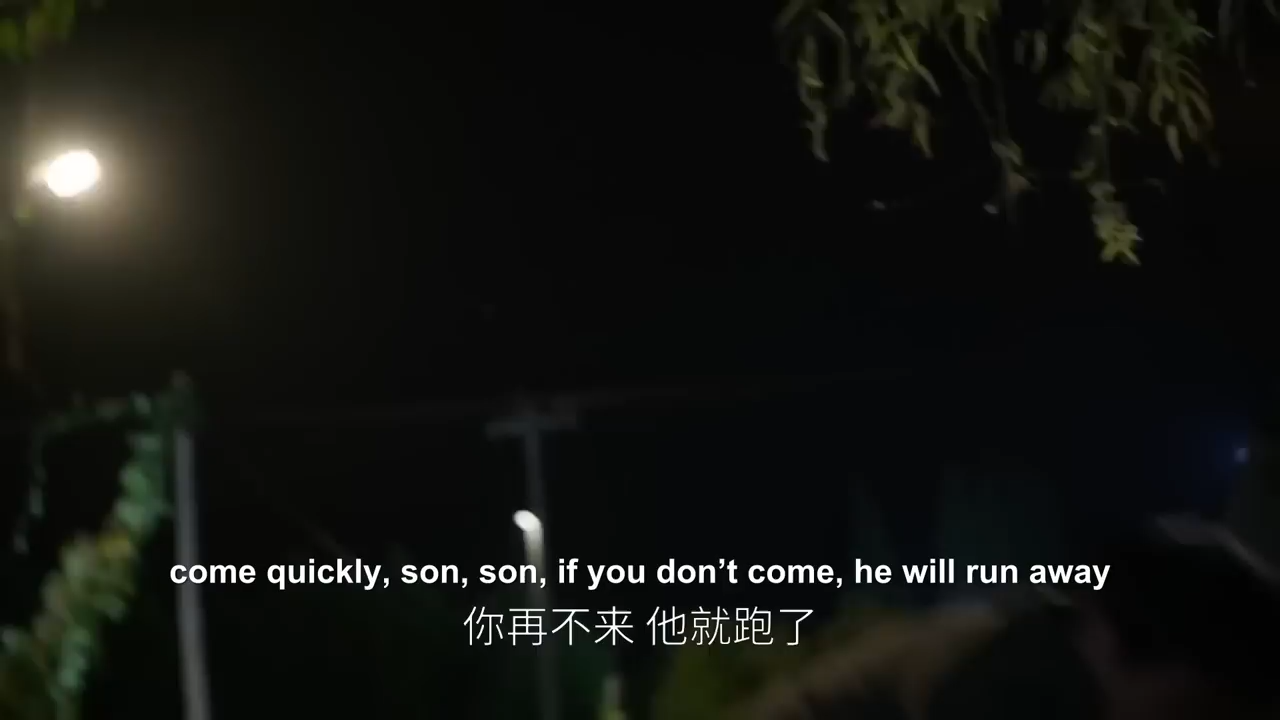 come quickly, son, son, if you don’t come, he will run away
你再不来 他就跑了